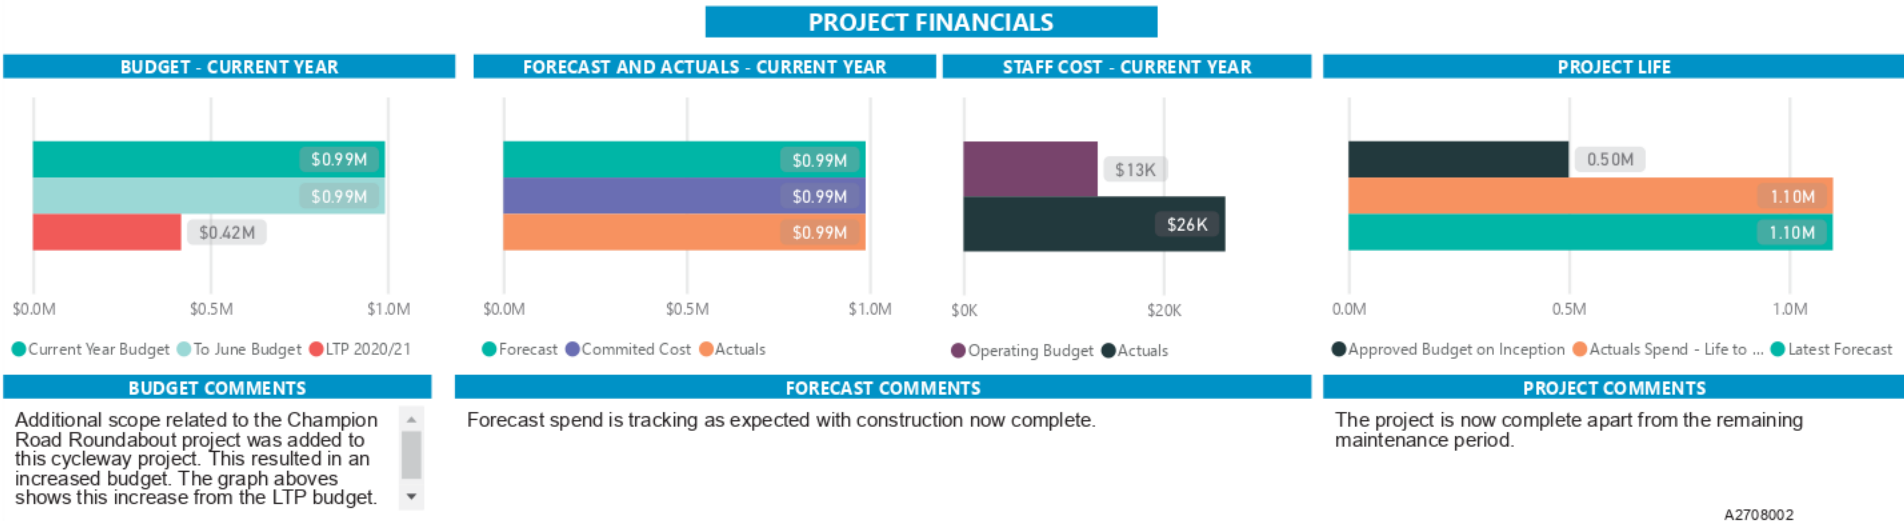 PROJECT FINANCIALS
BUDGET - CURRENT YEAR
$0.99M
$0.99M
$0.42M
$0.0M $0.5M $1.0M
Current Year Budget To June Budget LTP 2020/21
FORECAST AND ACTUALS - CURRENT YEAR
$0.99M
$0.99M
$0.99M
$0.0M $0.5M $1.0M
Forecast Commited Cost Actuals
STAFF COST - CURRENT YEAR
$13K
$26K
$0K $20K
Operating Budget Actuals
PROJECT LIFE
0.50M
1.10M
1.10M
0.0M 0.5M 1.0M
Approved Budget on Inception Actuals Spend - Life to ... Latest Forecast
BUDGET COMMENTS
Additional scope related to the Champion
Road Roundabout project was added to
this cycleway project. This resulted in an
increased budget. The graph aboves
shows this increase from the LTP budget.
FORECAST COMMENTS
Forecast spend is tracking as expected with construction now complete.
PROJECT COMMENTS
The project is now complete apart from the remaining
maintenance period.
A2708002